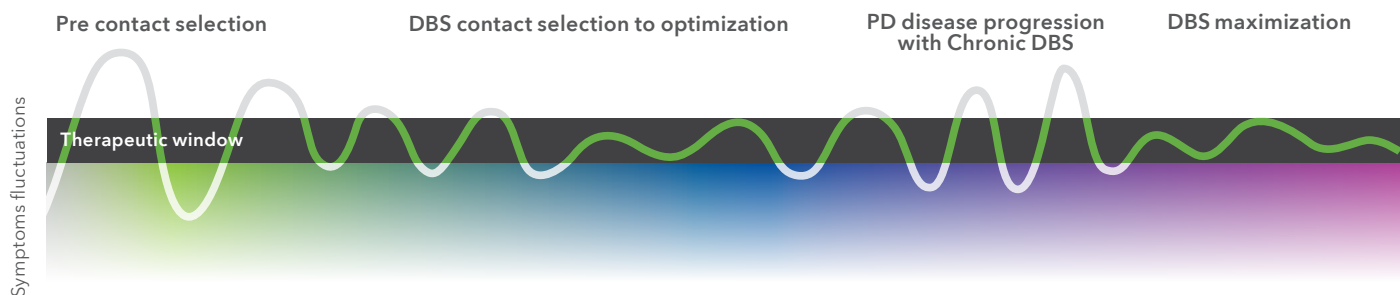 Pre contact selection
DBS contact selection to optimization
PD disease progression
with Chronic DBS
DBS maximization
Symptoms fluctuations
Therapeutic window